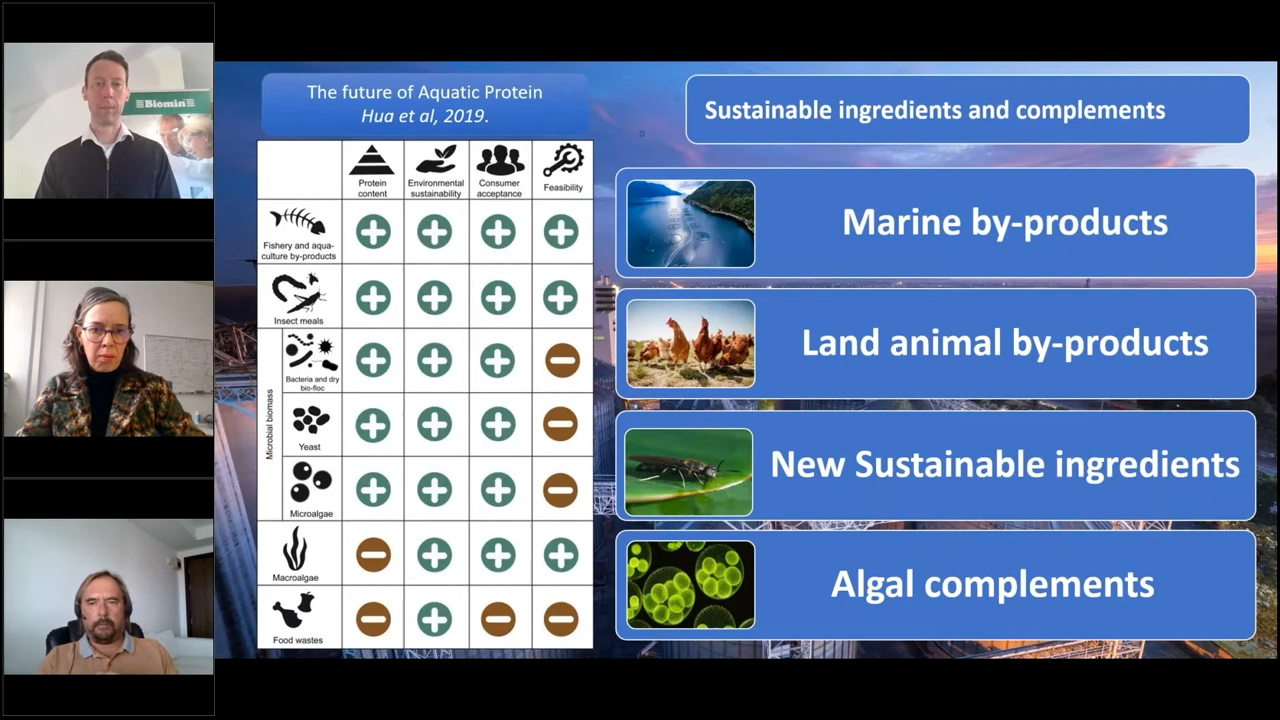 Biomin
The future of Aquatic Protein
Hua et al, 2019.
Protein
content
Environmental
sustainability
Consumer
acceptance
Feasibility
Fishery and aqua-
culture by-products
Insect meals
Microbial biomass
Bacteria and dry
bio-floc
Yeast
Microalgae
Macroalgae
Food wastes
Sustainable ingredients and complements
Marine by-products
Land animal by-products
New Sustainable ingredients
Algal complements